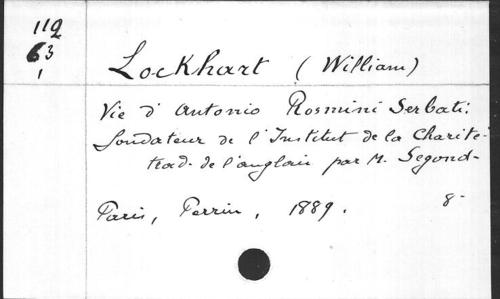 112
63
1
Lockhart (William)
Vie d'Antonio Rosmini Serbati.
fondateur de l'Institut de la Charité-
trad. de l'anglais par M. Segond-
Paris, Perrin, 1889. 8-